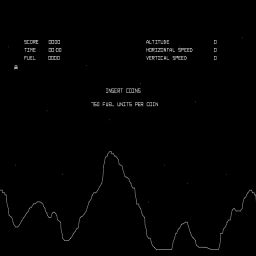 SCORE 0000 ALTITUDE 0
TIME 00:00 HORIZONTAL SPEED 0
FUEL 0000 VERTICAL SPEED 0
INSERT COINS
750 FUEL UNITS PER COIN